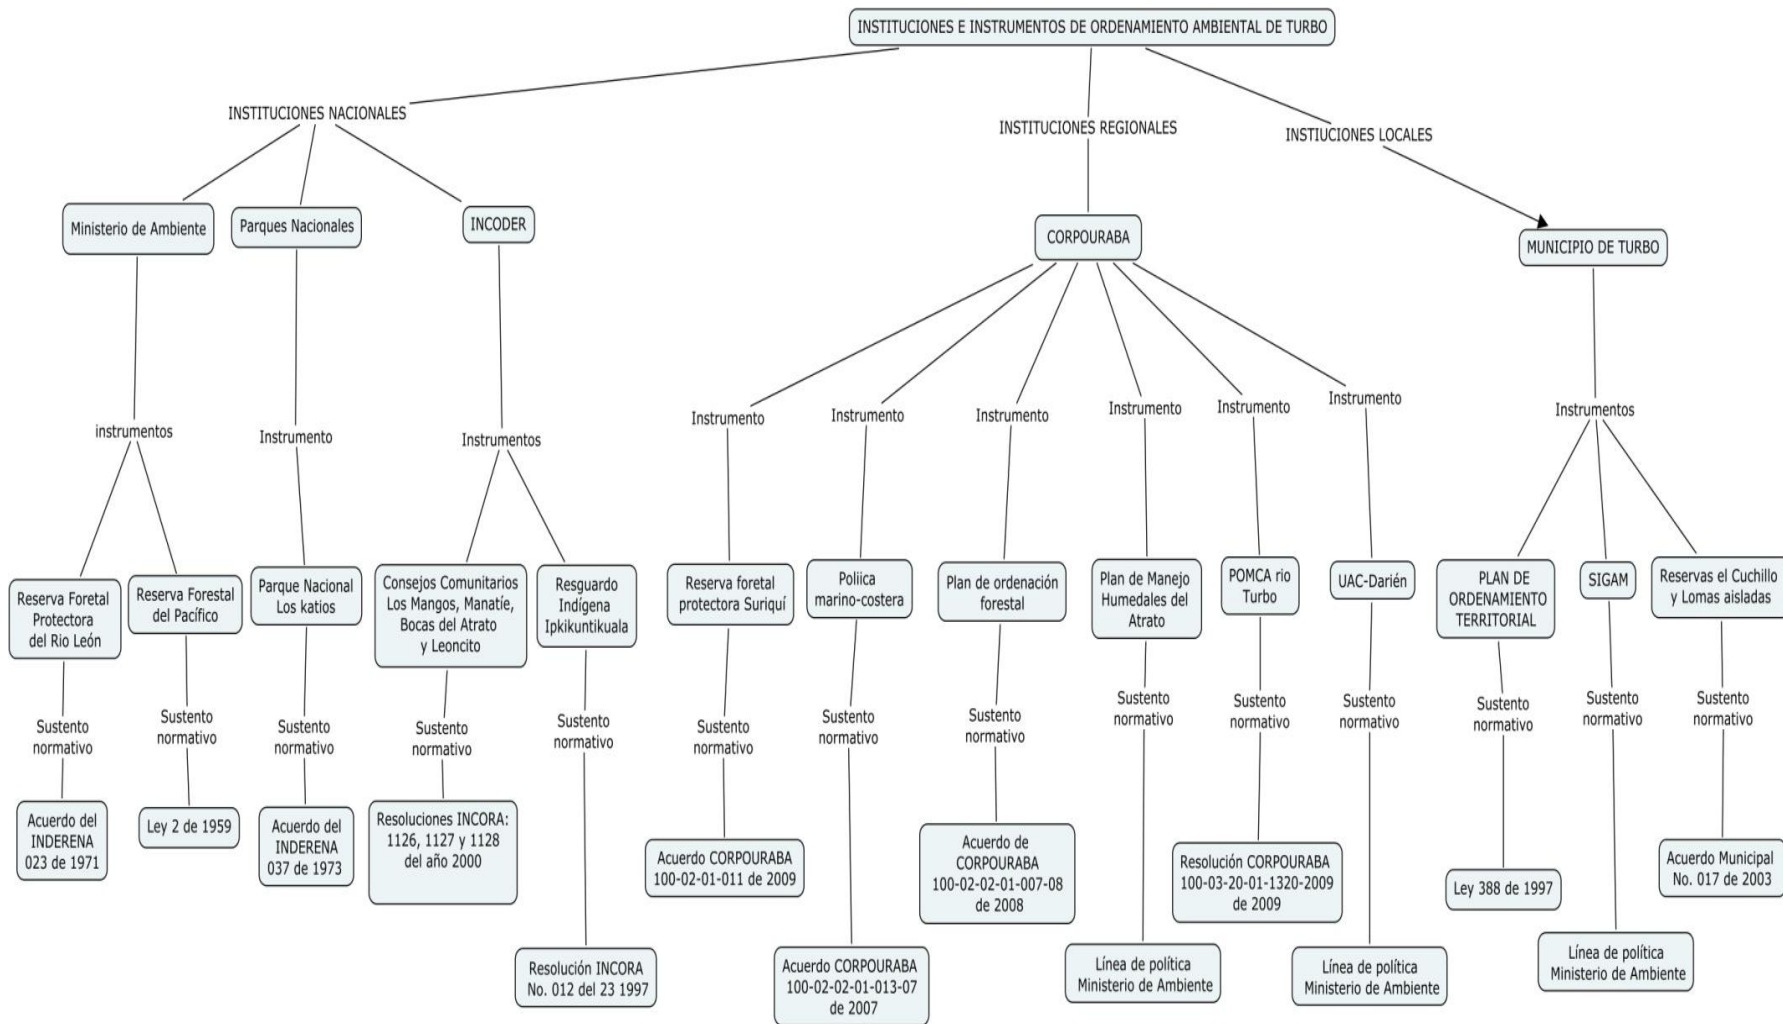 INSTITUCIONES E INSTRUMENTOS DE ORDENAMIENTO AMBIENTAL DE TURBO
INSTITUCIONES NACIONALES
INSTITUCIONES REGIONALES
INSTIUCIONES LOCALES
Ministerio de Ambiente
Parques Nacionales
INCODER
CORPOURABA
MUNICIPIO DE TURBO
instrumentos
Instrumento
Instrumentos
Instrumento
Instrumento
Instrumento
Instrumento
Instrumento
Instrumento
Instrumentos
Reserva Foretal
Protectora
del Rio León
Reserva Forestal
del Pacífico
Parque Nacional
Los katios
Consejos Comunitarios
Los Mangos, Manatíe,
Bocas del Atrato
y Leoncito
Resguardo
Indígena
Ipkikuntikuala
Reserva foretal
protectora Suriquí
Poliica
marino-costera
Plan de ordenación
forestal
Plan de Manejo
Humedales del
Atrato
POMCA rio
Turbo
UAC-Darién
PLAN DE
ORDENAMIENTO
TERRITORIAL
SIGAM
Reservas el Cuchillo
y Lomas aisladas
Sustento
normativo
Sustento
normativo
Sustento
normativo
Sustento
normativo
Sustento
normativo
Sustento
normativo
Sustento
normativo
Sustento
normativo
Sustento
normativo
Sustento
normativo
Sustento
normativo
Sustento
normativo
Sustento
normativo
Sustento
normativo
Acuerdo del
INDERENA
023 de 1971
Ley 2 de 1959
Acuerdo del
INDERENA
037 de 1973
Resoluciones INCORA:
1126, 1127 y 1128
del año 2000
Resolución INCORA
No. 012 del 23 1997
Acuerdo CORPOURABA
100-02-01-011 de 2009
Acuerdo CORPOURABA
100-02-02-01-013-07
de 2007
Acuerdo de
CORPOURABA
100-02-02-01-007-08
de 2008
Línea de política
Ministerio de Ambiente
Resolución CORPOURABA
100-03-20-01-1320-2009
de 2009
Línea de política
Ministerio de Ambiente
Ley 388 de 1997
Línea de política
Ministerio de Ambiente
Acuerdo Municipal
No. 017 de 2003